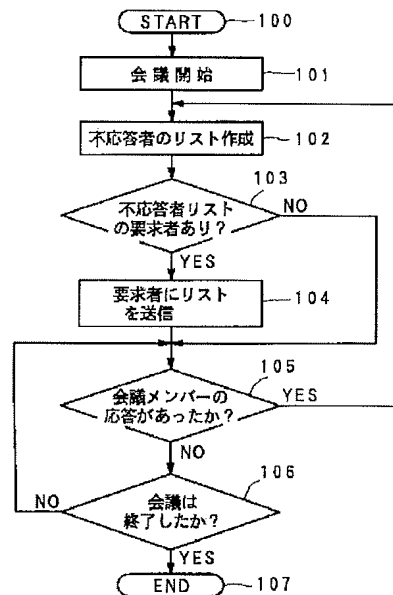 START
100
会議開始
101
不応答者のリスト作成
102
103
不応答者リスト
の要求者あり?
NO
YES
要求者にリスト
を送信
104
105
会議メンバーの
応答があったか?
YES
NO
106
会議は
終了したか?
NO
YES
END
107